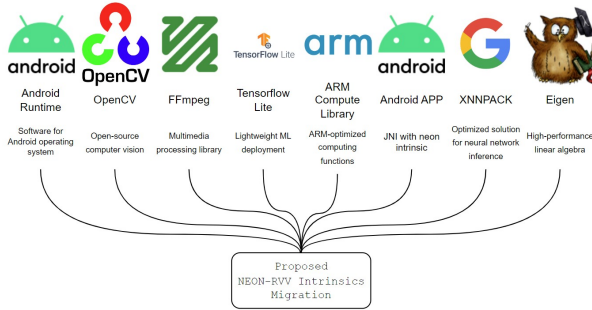 android
OpenCV
TensorFlow Lite
arm
android
Android
Runtime
OpenCV
FFmpeg
Tensorflow
Lite
ARM
Compute
Library
Android APP
XNNPACK
Eigen
Software for
Android operating
system
Open-source
computer vision
Multimedia
processing library
Lightweight ML
deployment
ARM-optimized
computing
functions
JNI with neon
intrinsic
Optimized solution
for neural network
inference
High-performance
linear algebra
Proposed
NEON-RVV Intrinsics
Migration